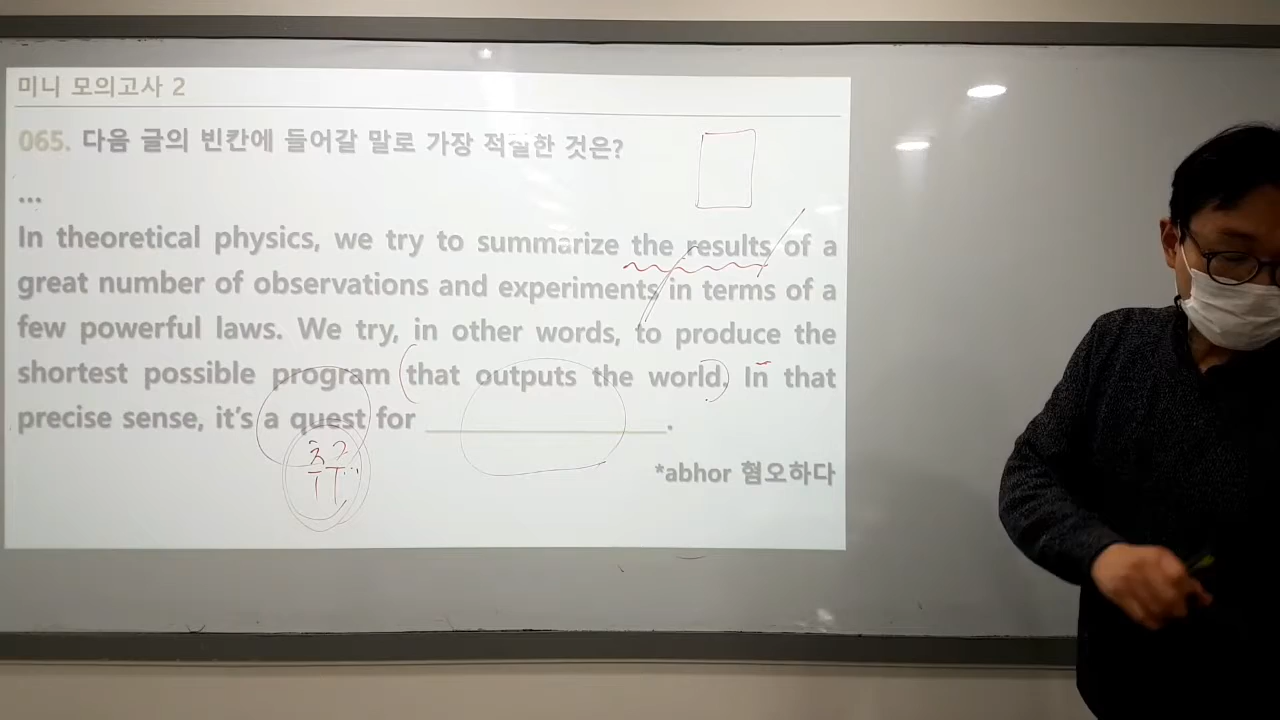 미니 모의고사 2
065. 다음 글의 빈칸에 들어갈 말로 가장 적절한 것은?
...
In theoretical physics, we try to summarize the results of a
great number of observations and experiments in terms of a
few powerful laws. We try, in other words, to produce the
shortest possible program that outputs the world. In that
precise sense, it's a quest for ____________________.
추구
*abhor 혐오하다